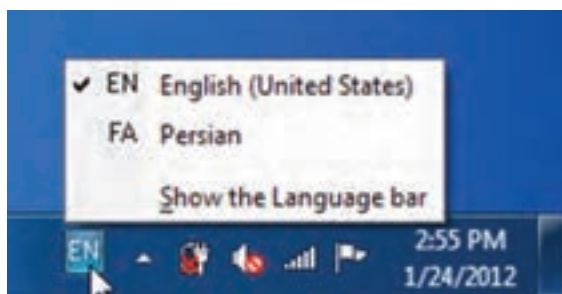 ✔ EN English (United States)
FA Persian
Show the Language bar
EN
2:55 PM
1/24/2012